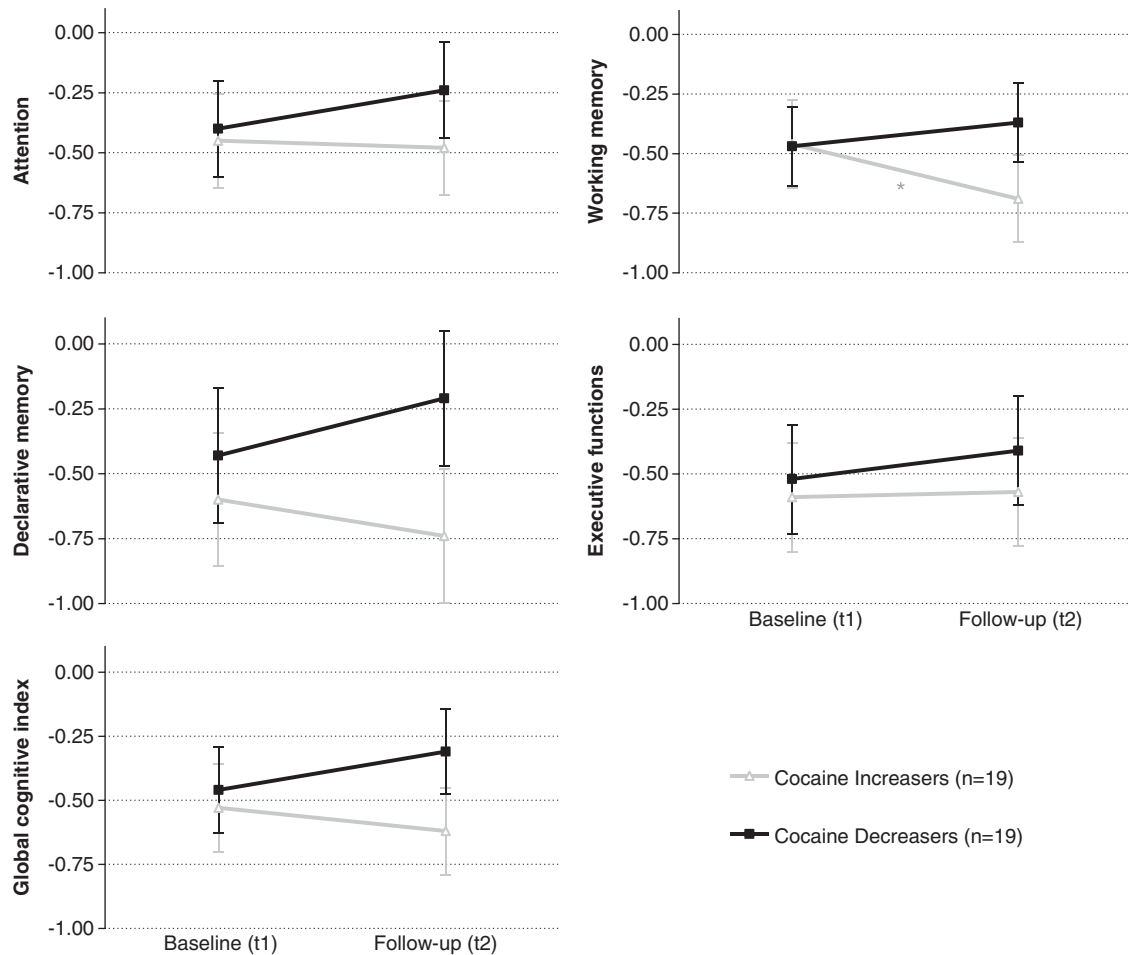 Attention
0.00
-0.25
-0.50
-0.75
-1.00
Working memory
0.00
-0.25
-0.50
-0.75
-1.00
*
Declarative memory
0.00
-0.25
-0.50
-0.75
-1.00
Executive functions
0.00
-0.25
-0.50
-0.75
-1.00
Baseline (t1) Follow-up (t2)
Global cognitive index
0.00
-0.25
-0.50
-0.75
-1.00
Baseline (t1) Follow-up (t2)
Cocaine Increasers (n=19)
Cocaine Decreasers (n=19)